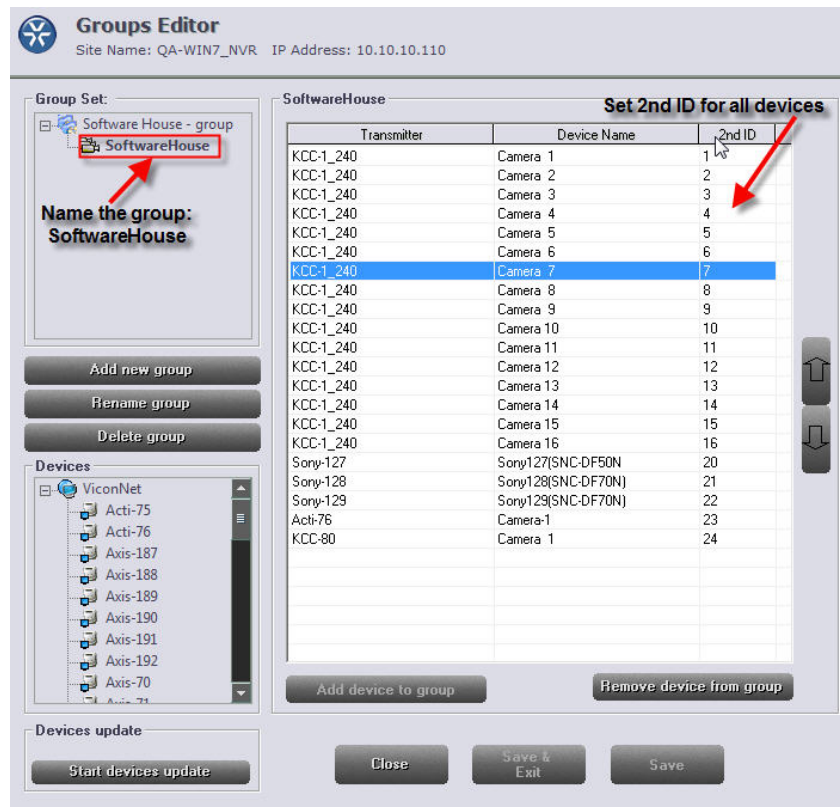 Groups Editor
Site Name: QA-WIN7_NVR IP Address: 10.10.10.110
Group Set:
Software House - group
SoftwareHouse
Name the group:
SoftwareHouse
Add new group
Rename group
Delete group
Devices
ViconNet
Acti-75
Acti-76
Axis-187
Axis-188
Axis-189
Axis-190
Axis-191
Axis-192
Axis-70
Axis-71
Devices update
Start devices update
SoftwareHouse
Set 2nd ID for all devices
Transmitter Device Name 2nd ID
KCC-1_240 Camera 1 1
KCC-1_240 Camera 2 2
KCC-1_240 Camera 3 3
KCC-1_240 Camera 4 4
KCC-1_240 Camera 5 5
KCC-1_240 Camera 6 6
KCC-1_240 Camera 7 7
KCC-1_240 Camera 8 8
KCC-1_240 Camera 9 9
KCC-1_240 Camera 10 10
KCC-1_240 Camera 11 11
KCC-1_240 Camera 12 12
KCC-1_240 Camera 13 13
KCC-1_240 Camera 14 14
KCC-1_240 Camera 15 15
KCC-1_240 Camera 16 16
Sony-127 Sony127(SNC-DF50N 20
Sony-128 Sony128(SNC-DF70N) 21
Sony-129 Sony129(SNC-DF70N) 22
Acti-76 Camera-1 23
KCC-80 Camera 1 24
Add device to group
Remove device from group
Close
Save &
Exit
Save